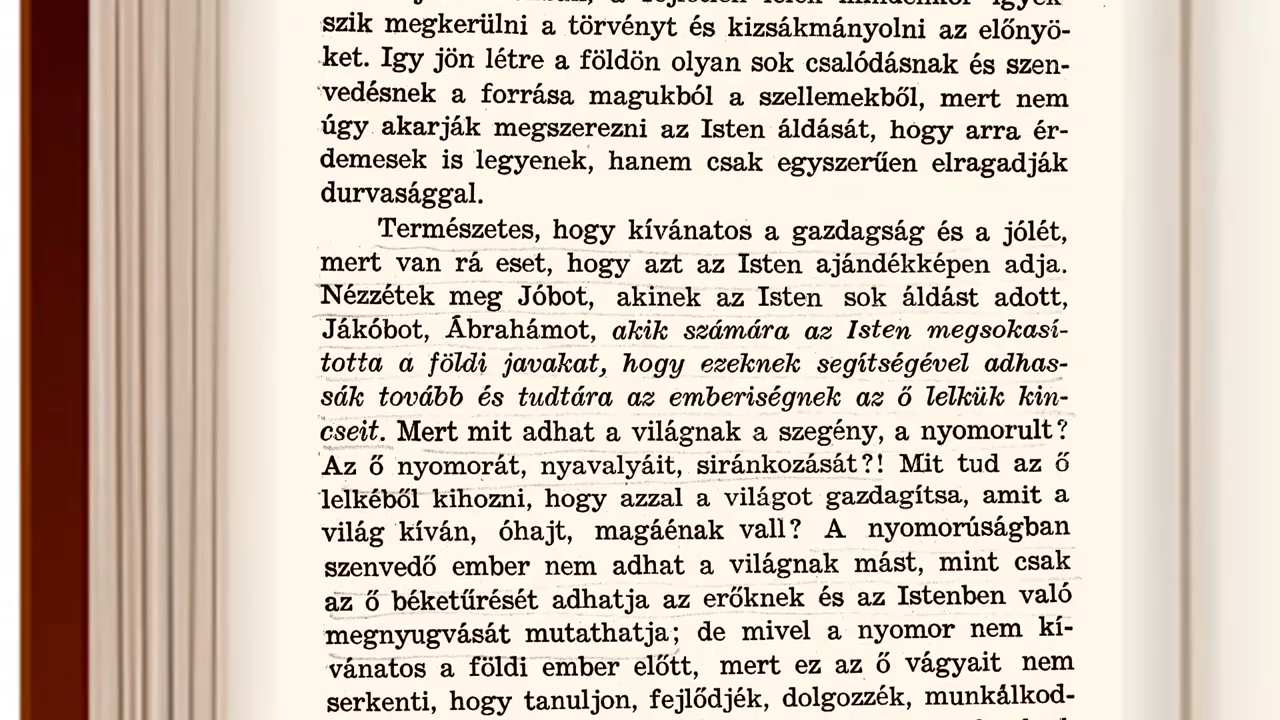 szik megkerülni a törvényt és kizsákmányolni az előnyö-
ket. Igy jön létre a földön olyan sok csalódásnak és szen-
vedésnek a forrása magukból a szellemekből, mert nem
úgy akarják megszerezni az Isten áldását, hogy arra ér-
demesek is legyenek, hanem csak egyszerűen elragadják
durvasággal.
Természetes, hogy kívánatos a gazdagság és a jólét,
mert van rá eset, hogy azt az Isten ajándékképen adja.
Nézzétek meg Jóbot, akinek az Isten sok áldást adott,
Jákóbot, Ábrahámot, akik számára az Isten megsokasí-
totta a földi javakat, hogy ezeknek segítségével adhas-
sák tovább és tudtára az emberiségnek az ő lelkük kin-
cseit. Mert mit adhat a világnak a szegény, a nyomorult?
Az ő nyomorát, nyavalyáit, siránkozását?! Mit tud az ő
lelkéből kihozni, hogy azzal a világot gazdagítsa, amit a
világ kíván, óhajt, magáénak vall? A nyomorúságban
szenvedő ember nem adhat a világnak mást, mint csak
az ő béketűrését adhatja az erőknek és az Istenben való
megnyugvását mutathatja; de mivel a nyomor nem kí-
vánatos a földi ember előtt, mert ez az ő vágyait nem
serkenti, hogy tanuljon, fejlődjék, dolgozzék, munkálkod-